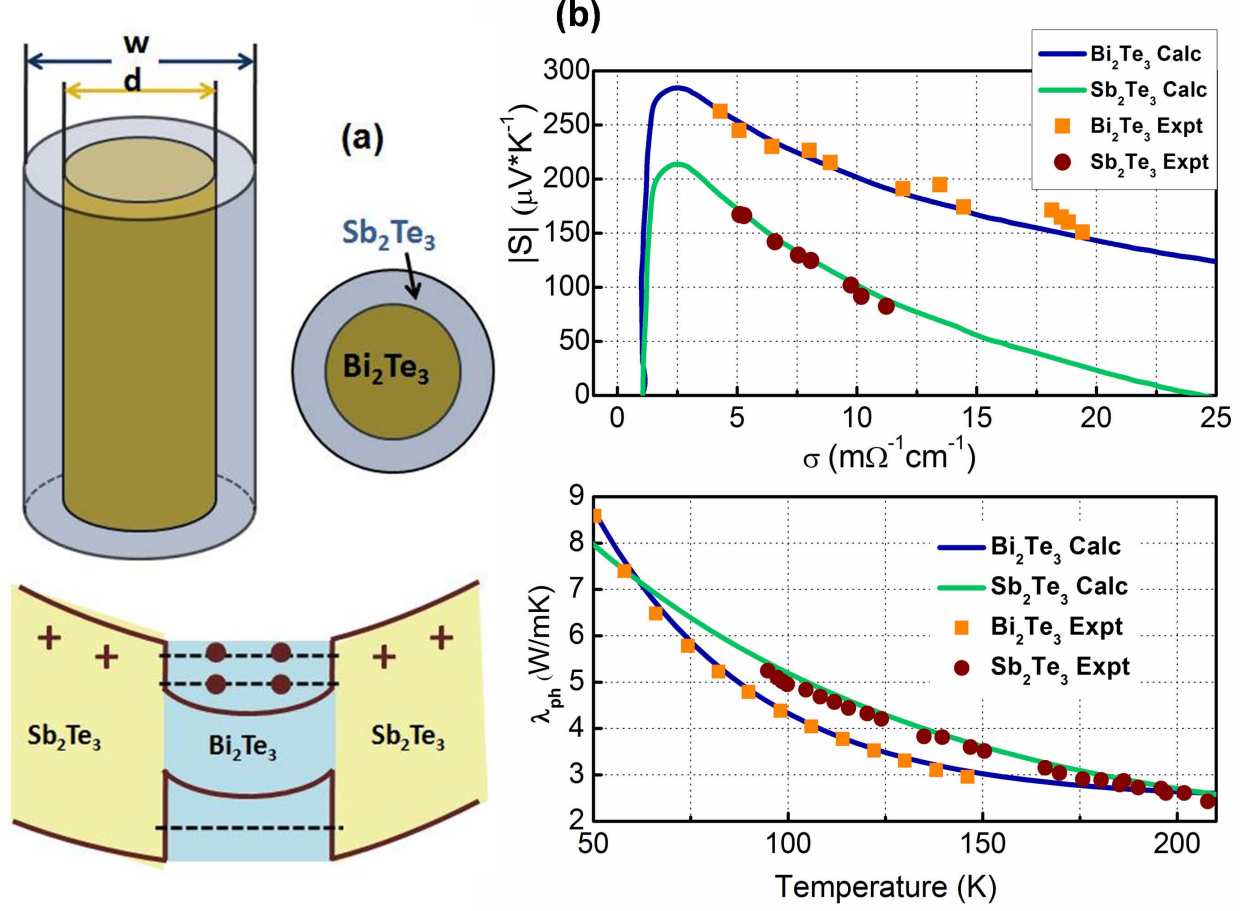 w
d
(a)
Sb₂Te₃
Bi₂Te₃
+ + + +
Sb₂Te₃ Bi₂Te₃ Sb₂Te₃
(b)
Bi₂Te₃ Calc
Sb₂Te₃ Calc
Bi₂Te₃ Expt
Sb₂Te₃ Expt
300
250
200
150
100
50
0
|S| (μV*K⁻¹)
0 5 10 15 20 25
σ (mΩ⁻¹cm⁻¹)
9
8
7
6
5
4
3
2
λph (W/mK)
Bi₂Te₃ Calc
Sb₂Te₃ Calc
Bi₂Te₃ Expt
Sb₂Te₃ Expt
50 100 150 200
Temperature (K)